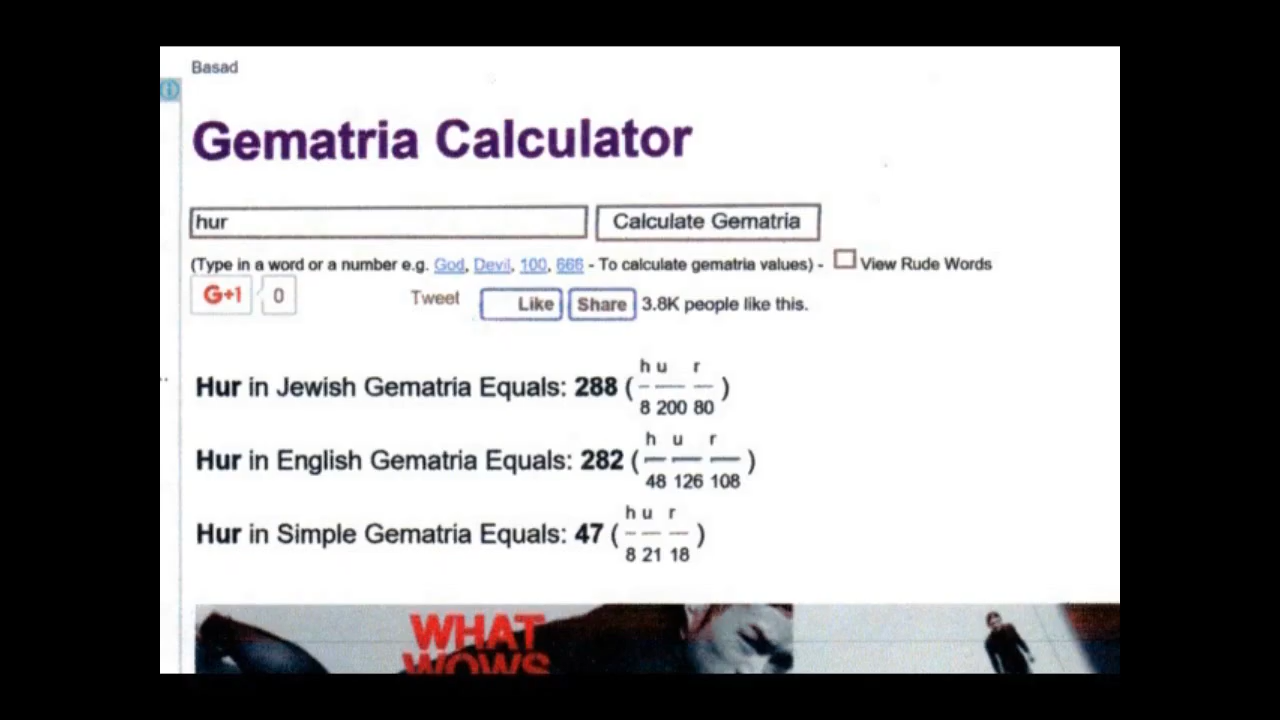 Basad
Gematria Calculator
hur
Calculate Gematria
(Type in a word or a number e.g. God, Devil, 100, 666 - To calculate gematria values) - View Rude Words
G+1 0 Tweet Like Share 3.8K people like this.
h u r
Hur in Jewish Gematria Equals: 288 ( )
8 200 80
h u r
Hur in English Gematria Equals: 282 ( )
48 126 108
h u r
Hur in Simple Gematria Equals: 47 ( )
8 21 18
WHAT
WOWS